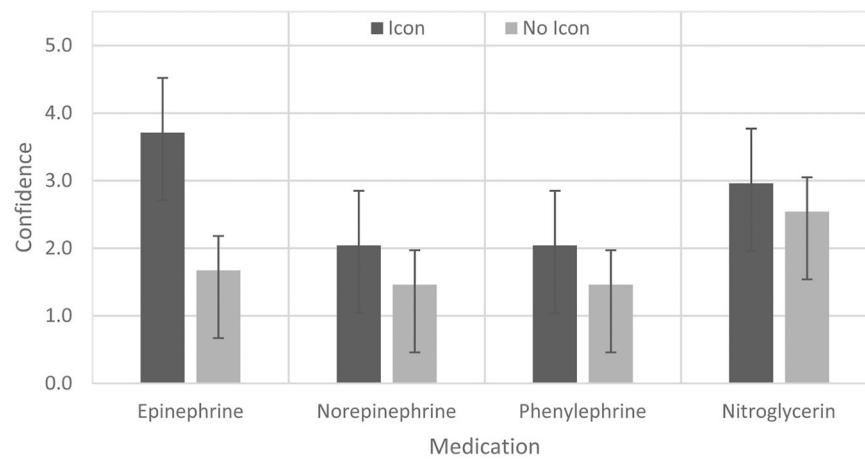 Icon No Icon
5.0
4.0
3.0
2.0
1.0
0.0
Confidence
Epinephrine Norepinephrine Phenylephrine Nitroglycerin
Medication